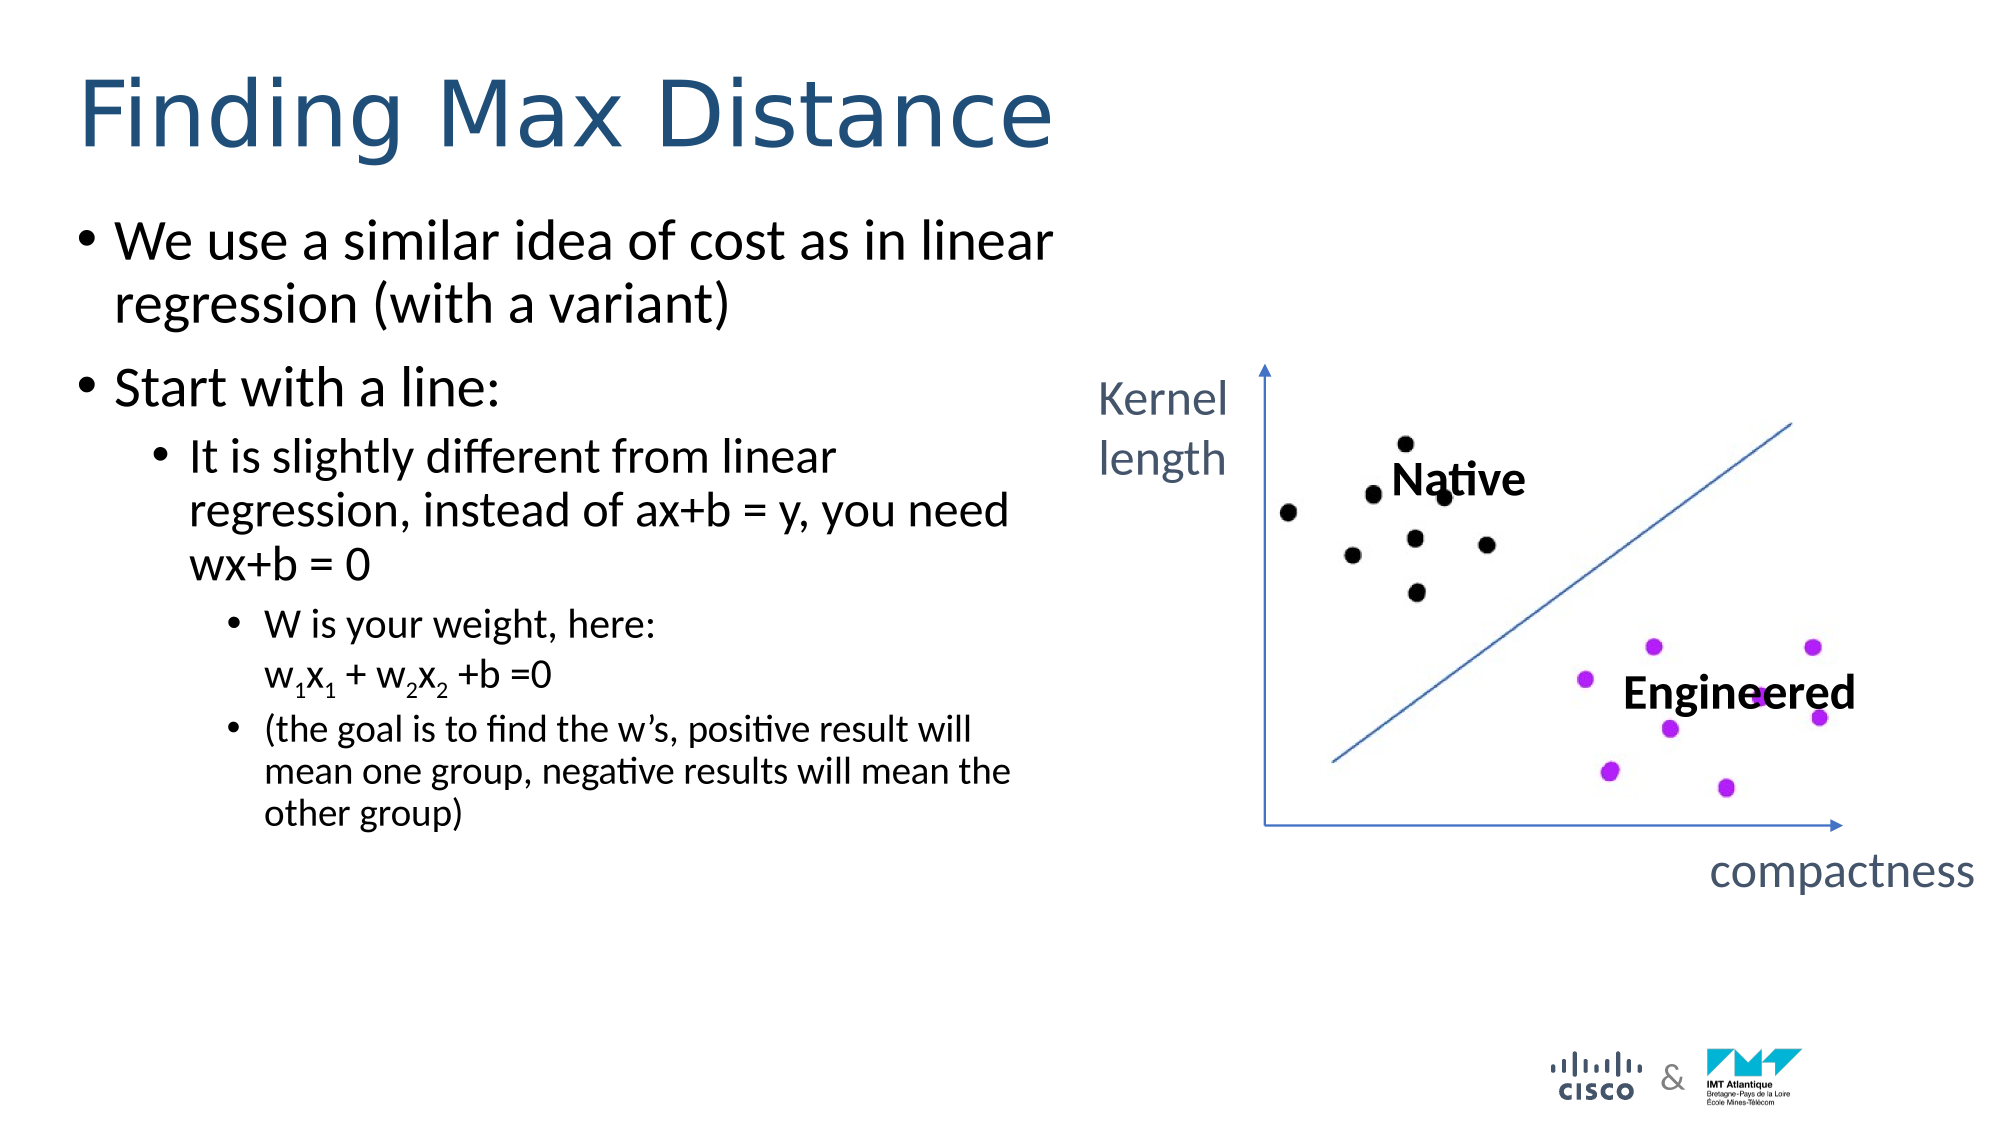 Finding Max Distance
• We use a similar idea of cost as in linear
regression (with a variant)
• Start with a line:
• It is slightly different from linear
regression, instead of ax+b = y, you need
wx+b = 0
• W is your weight, here:
w₁x₁ + w₂x₂ +b =0
• (the goal is to find the w’s, positive result will
mean one group, negative results will mean the
other group)
Kernel
length
Native
Engineered
compactness
CISCO
&
IMT Atlantique
Bretagne-Pays de la Loire
École Mines-Télécom